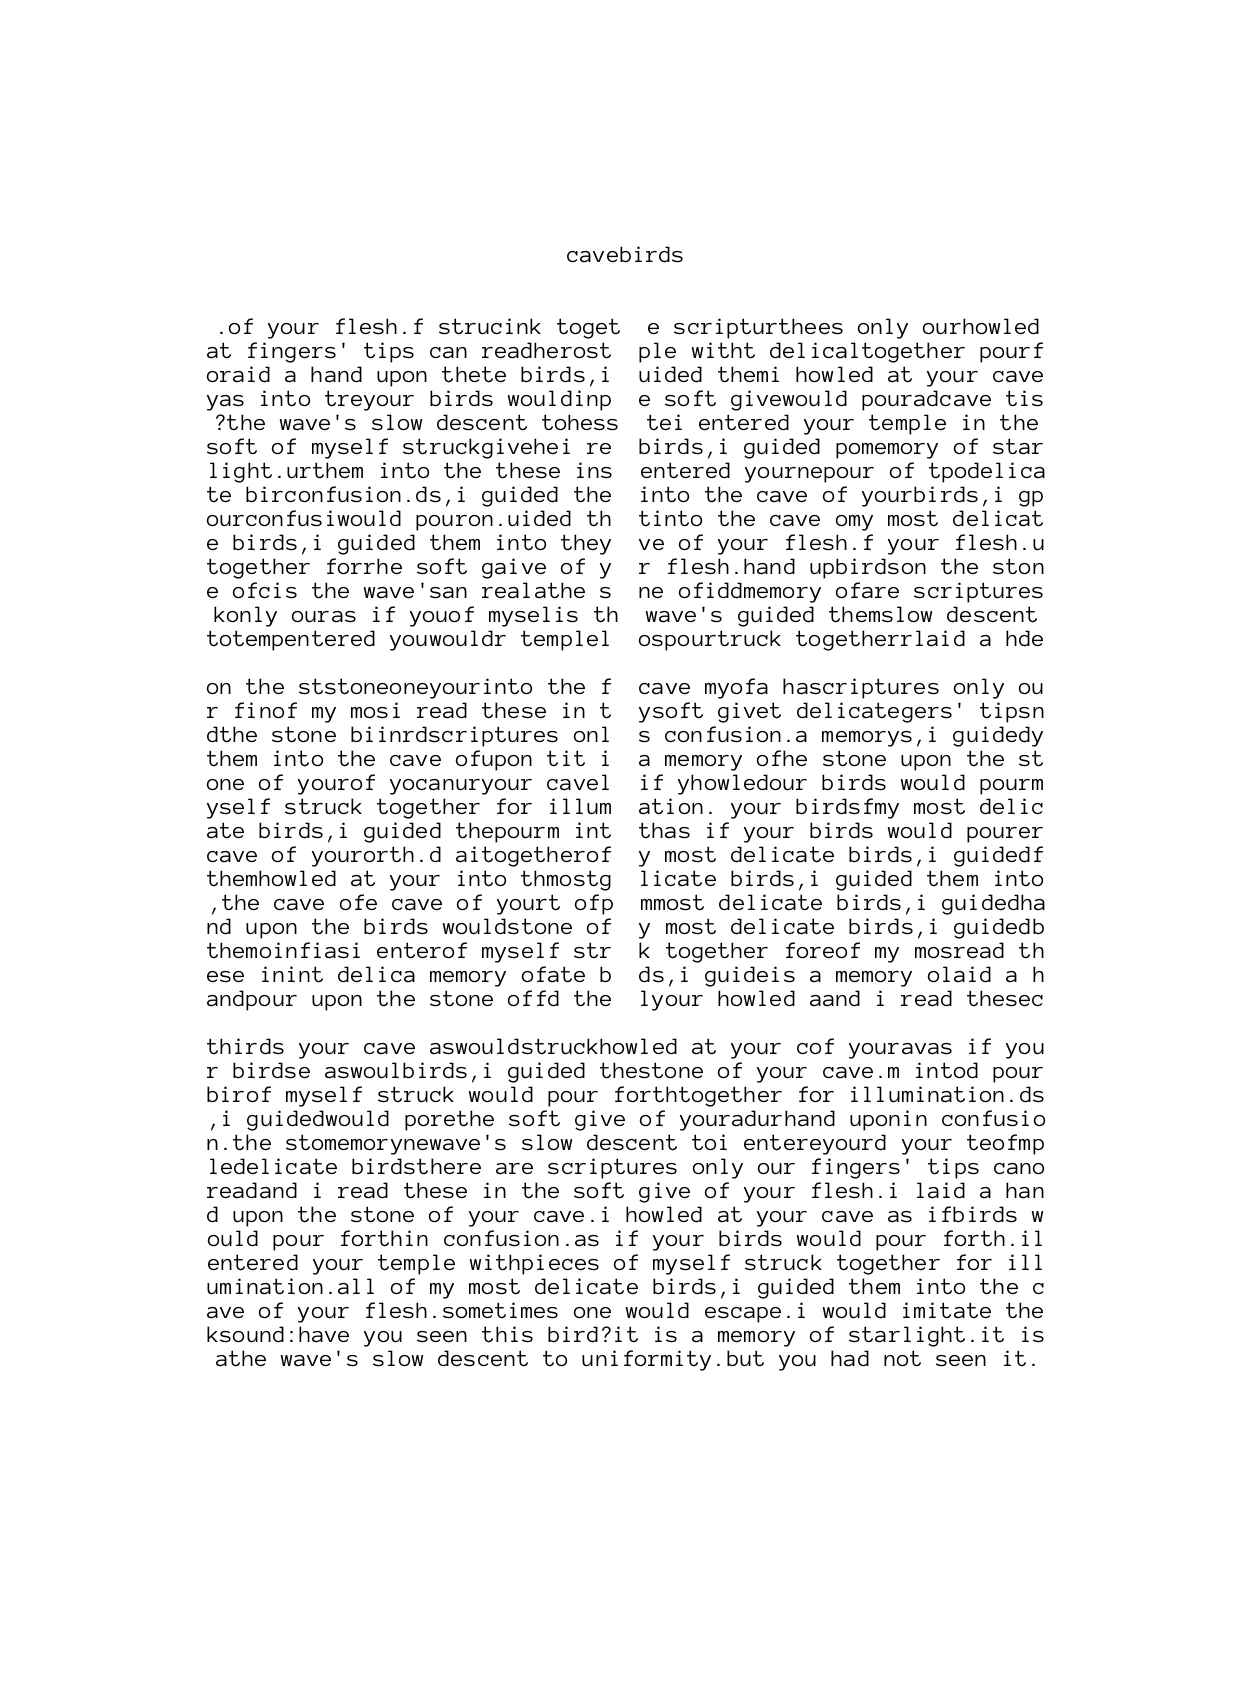 cavebirds
.of your flesh.f strucink toget
at fingers' tips can readherost
oraid a hand upon thete birds,i
yas into treyour birds wouldinp
?the wave's slow descent tohess
soft of myself struckgivehei re
light.urthem into the these ins
te birconfusion.ds,i guided the
ourconfusiwould pouron.uided th
e birds,i guided them into they
together forrhe soft gaive of y
e ofcis the wave'san realathe s
konly ouras if youof myselis th
totempentered youwouldr templel
e scripturthees only ourhowled
ple witht delicaltogether pourf
uided themi howled at your cave
e soft givewould pouradcave tis
tei entered your temple in the
birds,i guided pomemory of star
entered yournepour of tpodelica
into the cave of yourbirds,i gp
tinto the cave omy most delicat
ve of your flesh.f your flesh.u
r flesh.hand upbirdson the ston
ne ofiddmemory ofare scriptures
wave's guided themslow descent
ospourtruck togetherrlaid a hde
on the ststoneoneyourinto the f
r finof my mosi read these in t
dthe stone biinrdscriptures onl
them into the cave ofupon tit i
one of yourof yocanuryour cavel
yself struck together for illum
ate birds,i guided thepourm int
cave of yourorth.d aitogetherof
themhowled at your into thmostg
,the cave ofe cave of yourt ofp
nd upon the birds wouldstone of
themoinfiasi enterof myself str
ese inint delica memory ofate b
andpour upon the stone offd the
cave myofa hascriptures only ou
ysoft givet delicategers' tipsn
s confusion.a memorys,i guidedy
a memory ofhe stone upon the st
if yhowledour birds would pourm
ation. your birdsfmy most delic
thas if your birds would pourer
y most delicate birds,i guidedf
licate birds,i guided them into
mmost delicate birds,i guidedha
y most delicate birds,i guidedb
k together foreof my mosread th
ds,i guideis a memory olaid a h
lyour howled aand i read thesec
thirds your cave aswouldstruckhowled at your cof youravas if you
r birdse aswoulbirds,i guided thestone of your cave.m intod pour
birof myself struck would pour forthtogether for illumination.ds
,i guidedwould porethe soft give of youradurhand uponin confusio
n.the stomemorynewave's slow descent toi entereyourd your teofmp
ledelicate birdsthere are scriptures only our fingers' tips cano
readand i read these in the soft give of your flesh.i laid a han
d upon the stone of your cave.i howled at your cave as ifbirds w
ould pour forthin confusion.as if your birds would pour forth.il
entered your temple withpieces of myself struck together for ill
umination.all of my most delicate birds,i guided them into the c
ave of your flesh.sometimes one would escape.i would imitate the
ksound:have you seen this bird?it is a memory of starlight.it is
athe wave's slow descent to uniformity.but you had not seen it.